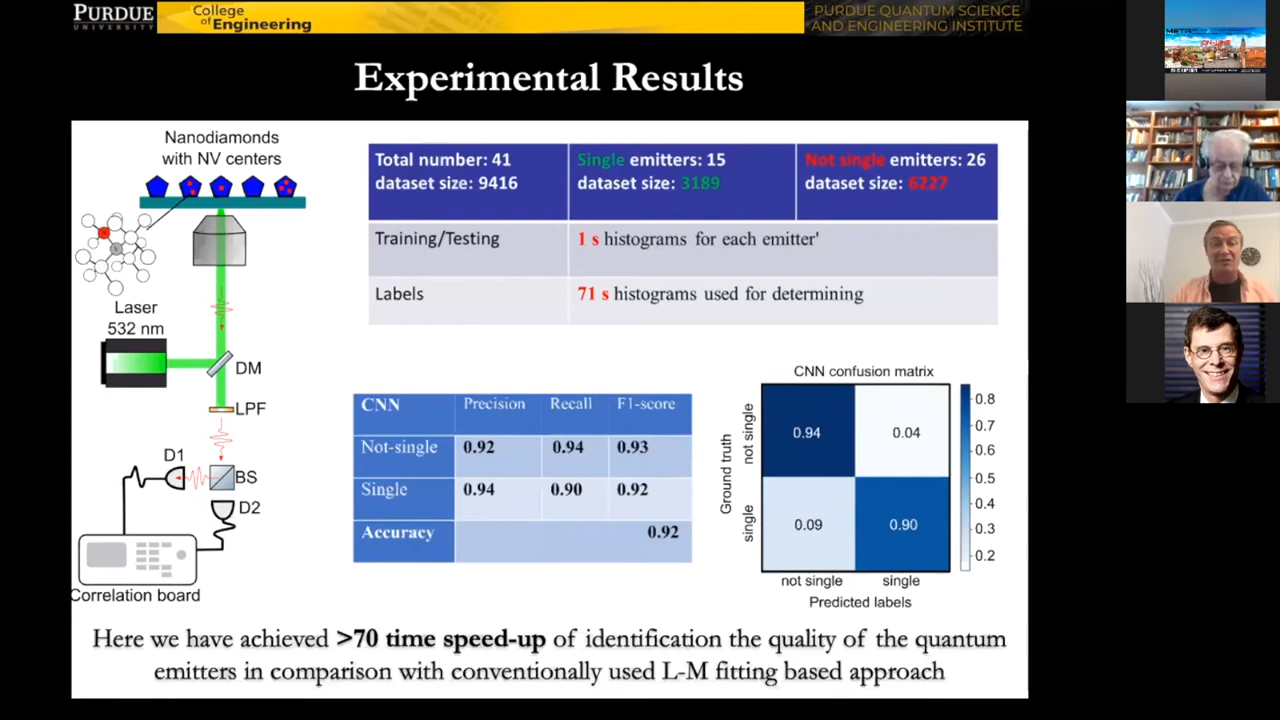 PURDUE
UNIVERSITY
College
of Engineering
PURDUE QUANTUM SCIENCE
AND ENGINEERING INSTITUTE
Experimental Results
Nanodiamonds
with NV centers
Laser
532 nm
DM
LPF
D1
BS
D2
Correlation board
Total number: 41
dataset size: 9416
Single emitters: 15
dataset size: 3189
Not single emitters: 26
dataset size: 6227
Training/Testing
1 s histograms for each emitter'
Labels
71 s histograms used for determining
CNN Precision Recall F1-score
Not-single 0.92 0.94 0.93
Single 0.94 0.90 0.92
Accuracy 0.92
CNN confusion matrix
Ground truth
not single
single
0.94 0.04
0.09 0.90
not single single
Predicted labels
0.8
0.7
0.6
0.5
0.4
0.3
0.2
Here we have achieved >70 time speed-up of identification the quality of the quantum
emitters in comparison with conventionally used L-M fitting based approach
ON-LINE